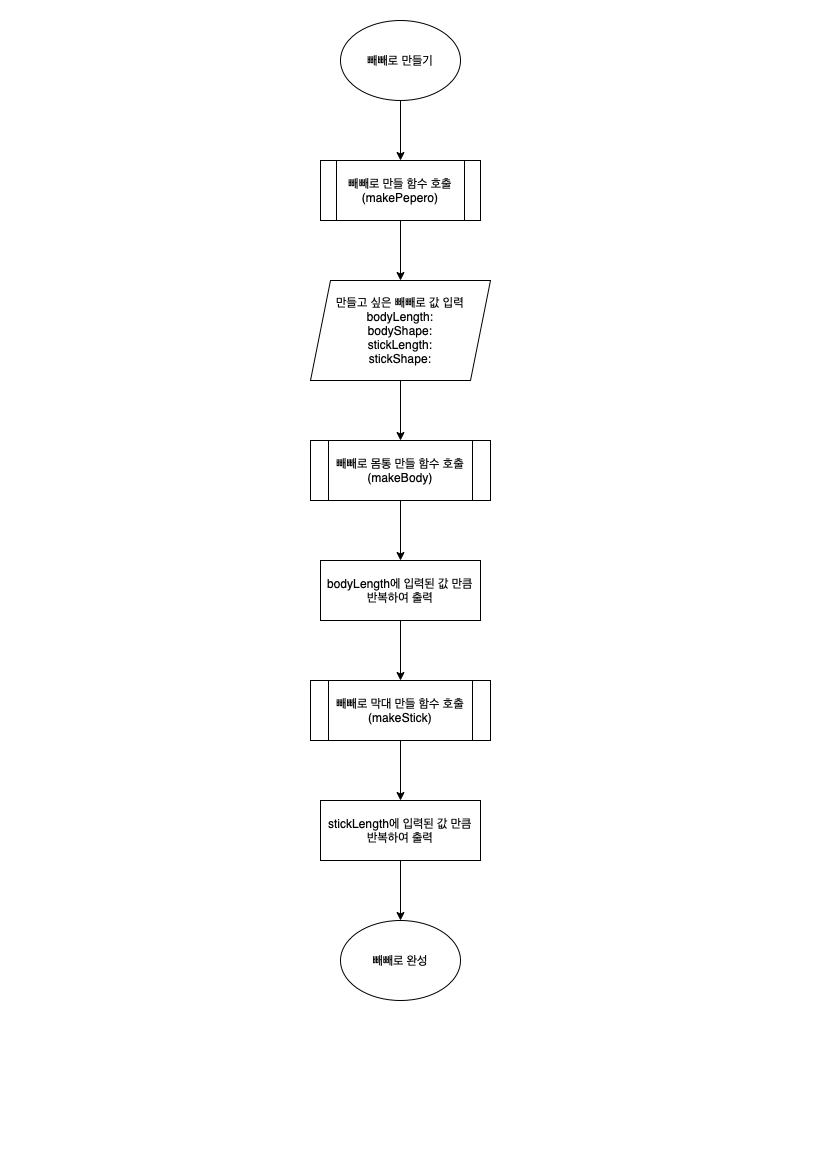 빼빼로 만들기
빼빼로 만들 함수 호출
(makePepero)
만들고 싶은 빼빼로 값 입력
bodyLength:
bodyShape:
stickLength:
stickShape:
빼빼로 몸통 만들 함수 호출
(makeBody)
bodyLength에 입력된 값 만큼
반복하여 출력
빼빼로 막대 만들 함수 호출
(makeStick)
stickLength에 입력된 값 만큼
반복하여 출력
빼빼로 완성